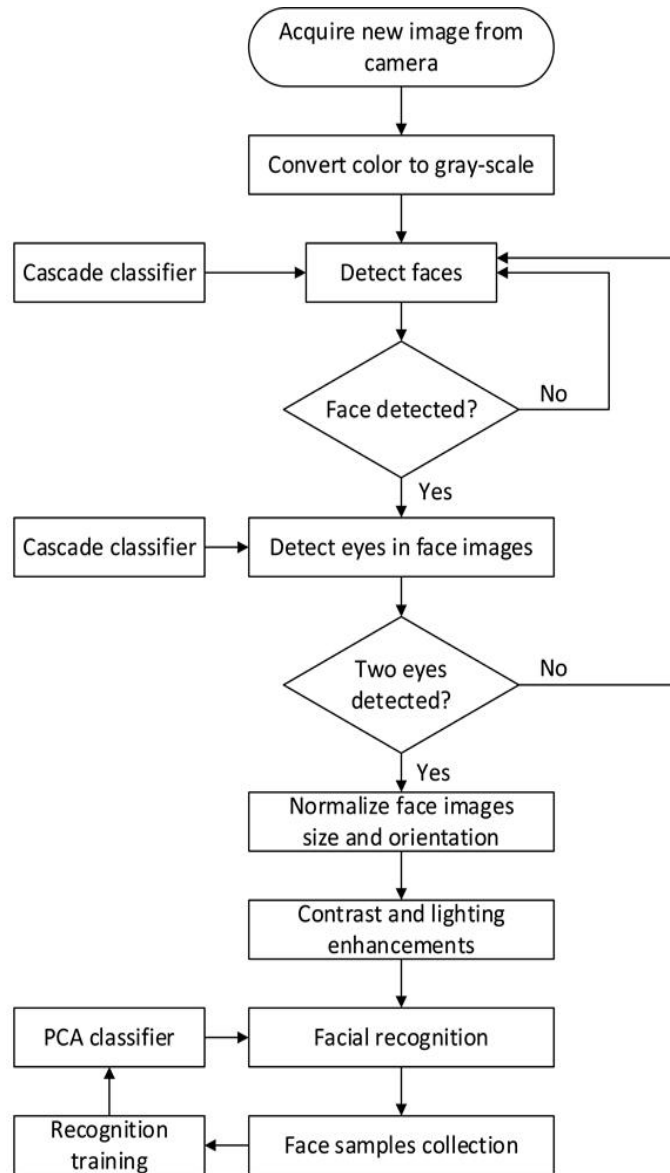 Acquire new image from
camera
Convert color to gray-scale
Cascade classifier
Detect faces
Face detected?
No
Yes
Cascade classifier
Detect eyes in face images
Two eyes
detected?
No
Yes
Normalize face images
size and orientation
Contrast and lighting
enhancements
PCA classifier
Facial recognition
Recognition
training
Face samples collection